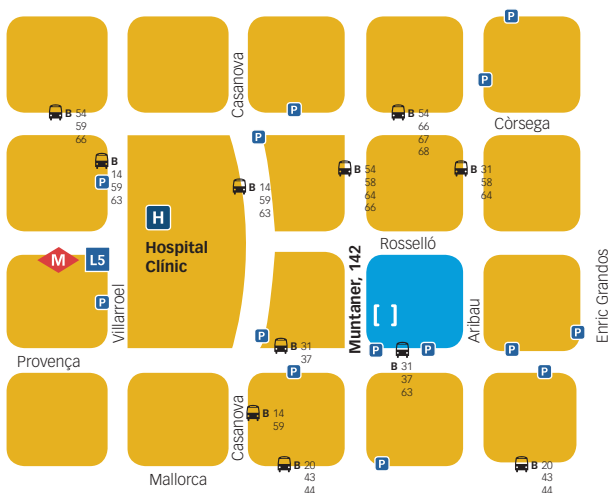 P
P
Casanova
P
B 54
59
66
B 54
66
67
68
Còrsega
P
B
14
59
63
P
B 14
59
63
B 54
58
64
66
B 31
58
64
P
H
Hospital
Clínic
Rosselló
M
L5
Villarroel
P
Muntaner, 142
[ ]
Aribau
Enric Grandos
P
P
B 31
37
P
P
B 31
37
63
P
P
Provença
P
P
Casanova
B 14
59
Mallorca
B 20
43
44
P
B 20
43
44